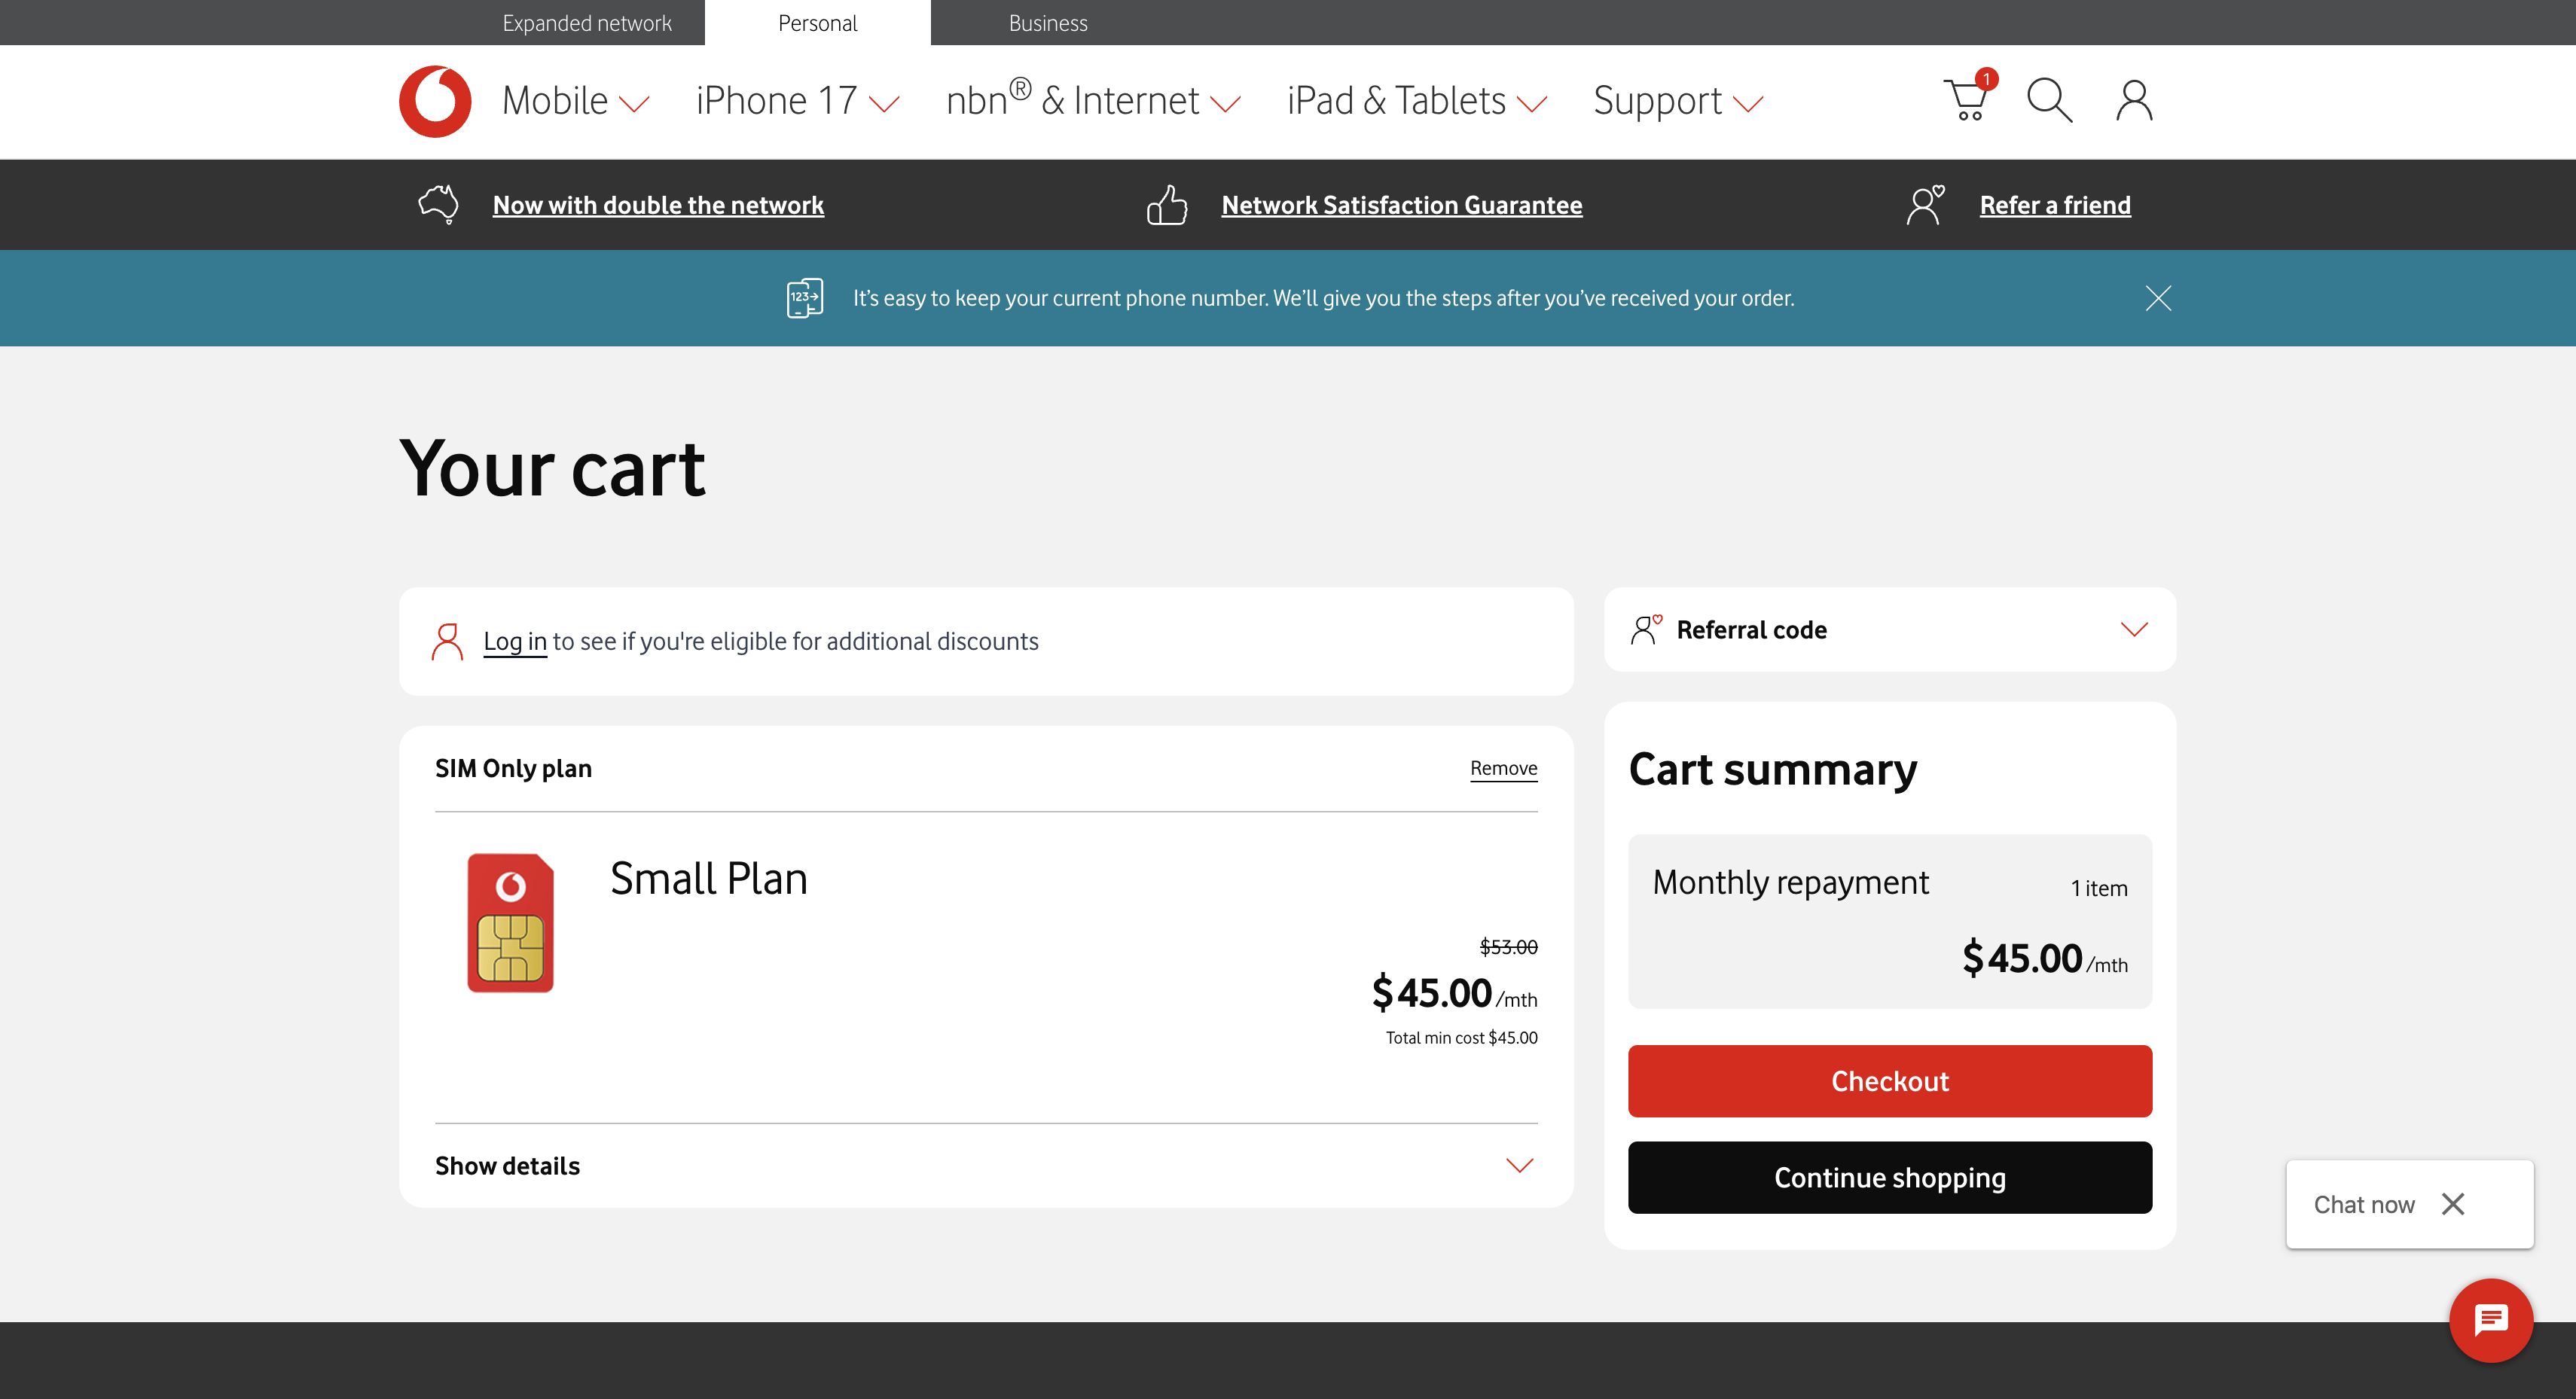 Expanded network
Personal
Business
Mobile
iPhone 17
nbn® & Internet
iPad & Tablets
Support
1
Now with double the network
Network Satisfaction Guarantee
Refer a friend
123→
It's easy to keep your current phone number. We'll give you the steps after you've received your order.
Your cart
Log in to see if you're eligible for additional discounts
Referral code
SIM Only plan
Remove
Small Plan
$53.00
$45.00/mth
Total min cost $45.00
Show details
Cart summary
Monthly repayment
1 item
$45.00/mth
Checkout
Continue shopping
Chat now